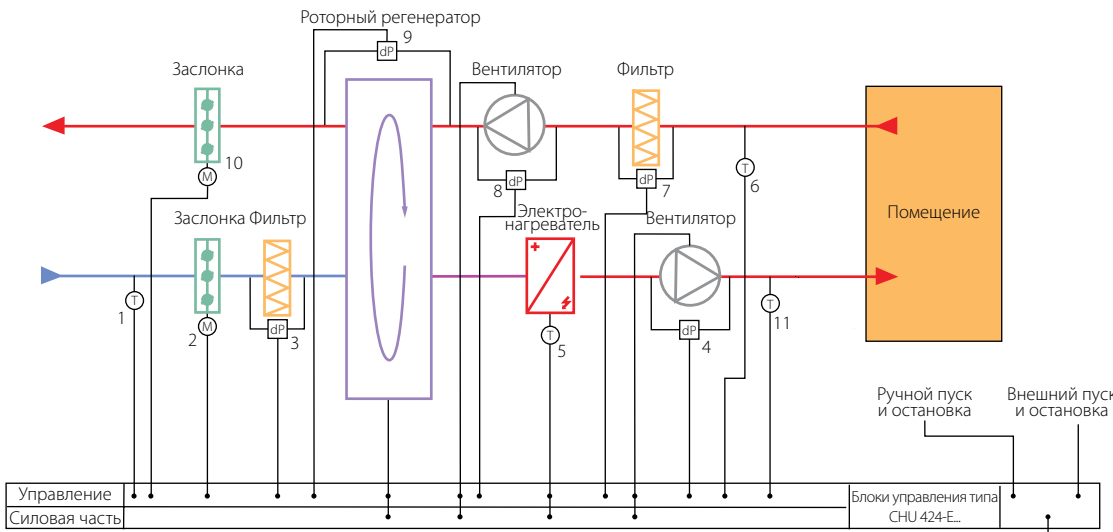 Роторный регенератор
9
dP
Заслонка
Вентилятор
Фильтр
10
M
8
dP
dP
7
T
6
Заслонка Фильтр
Электро-
нагреватель
Вентилятор
Помещение
T
1
M
2
dP
3
T
5
dP
4
T
11
Ручной пуск
и остановка
Внешний пуск
и остановка
Управление
Силовая часть
Блоки управления типа
CHU 424-E...